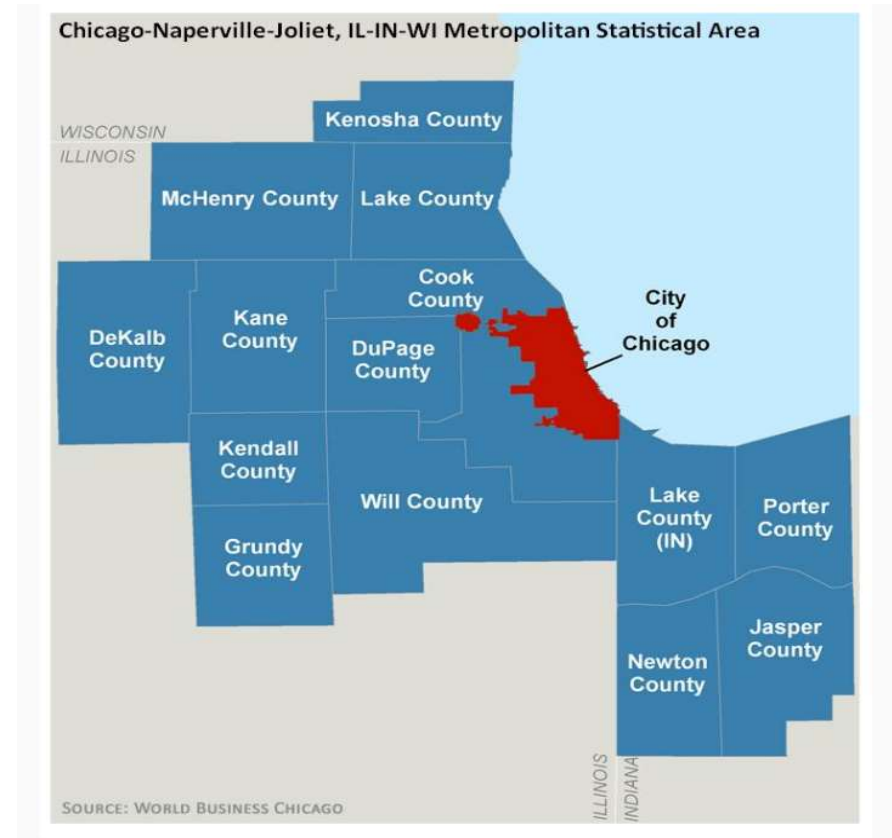 Chicago-Naperville-Joliet, IL-IN-WI Metropolitan Statistical Area
Kenosha County
WISCONSIN
ILLINOIS
McHenry County
Lake County
Cook
County
City
of
Chicago
DeKalb
County
Kane
County
DuPage
County
Kendall
County
Will County
Lake
County
(IN)
Porter
County
Grundy
County
Jasper
County
Newton
County
ILLINOIS
INDIANA
SOURCE: WORLD BUSINESS CHICAGO